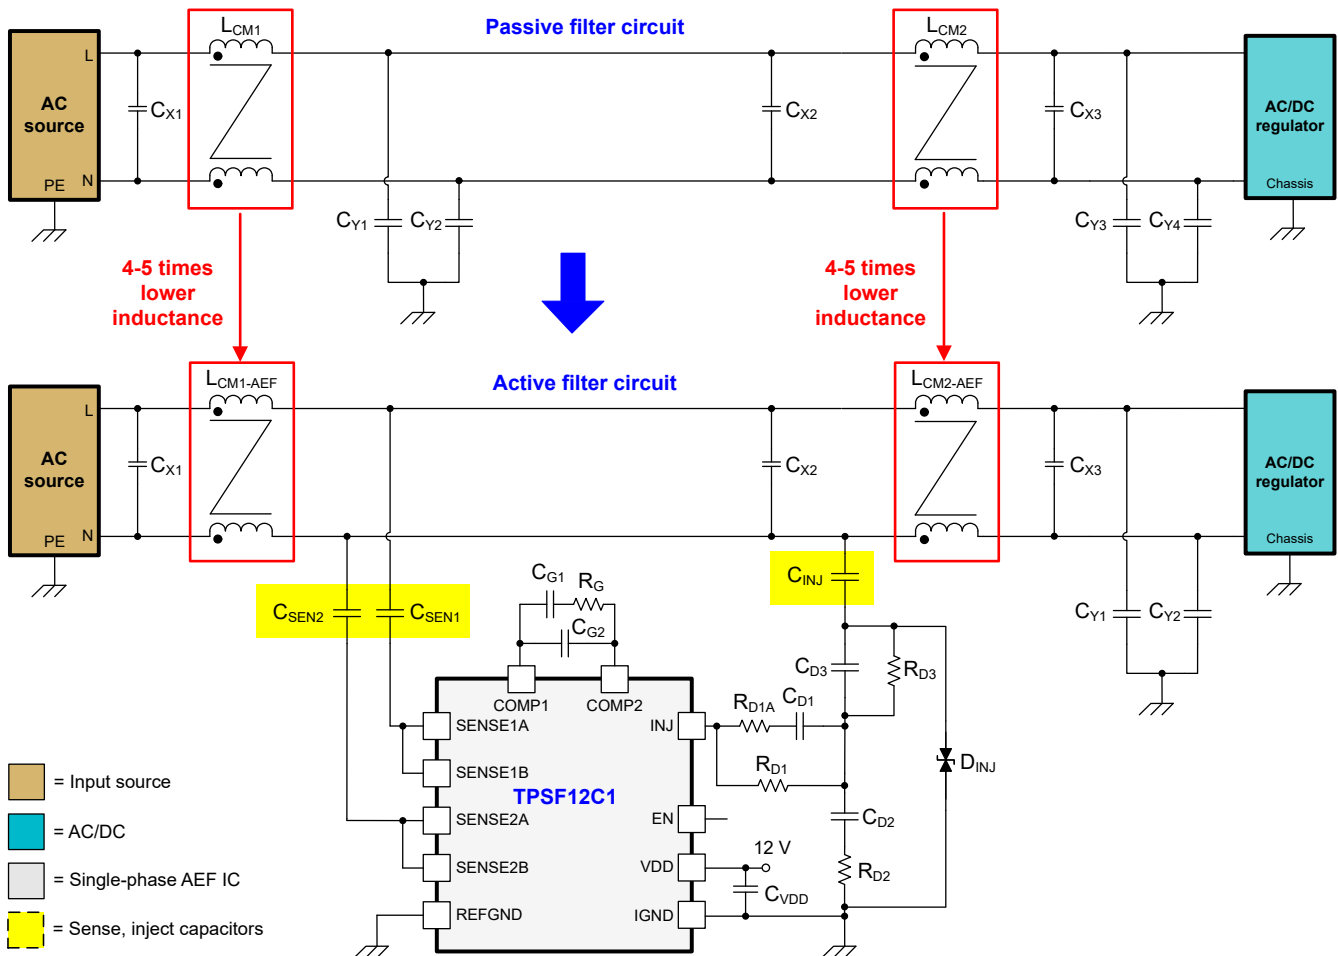 Passive filter circuit
LCM1
LCM2
AC
source
L
N
PE
CX1
CX2
CX3
AC/DC
regulator
Chassis
CY1
CY2
CY3
CY4
4-5 times
lower
inductance
4-5 times
lower
inductance
Active filter circuit
LCM1-AEF
LCM2-AEF
AC
source
L
N
PE
CX1
CX2
CX3
AC/DC
regulator
Chassis
CSEN2
CSEN1
CG1
RG
CG2
CINJ
CY1
CY2
CD3
RD3
COMP1
COMP2
RD1A
CD1
SENSE1A
INJ
SENSE1B
RD1
DINJ
TPSF12C1
SENSE2A
EN
CD2
12 V
SENSE2B
VDD
RD2
CVDD
REFGND
IGND
= Input source
= AC/DC
= Single-phase AEF IC
= Sense, inject capacitors